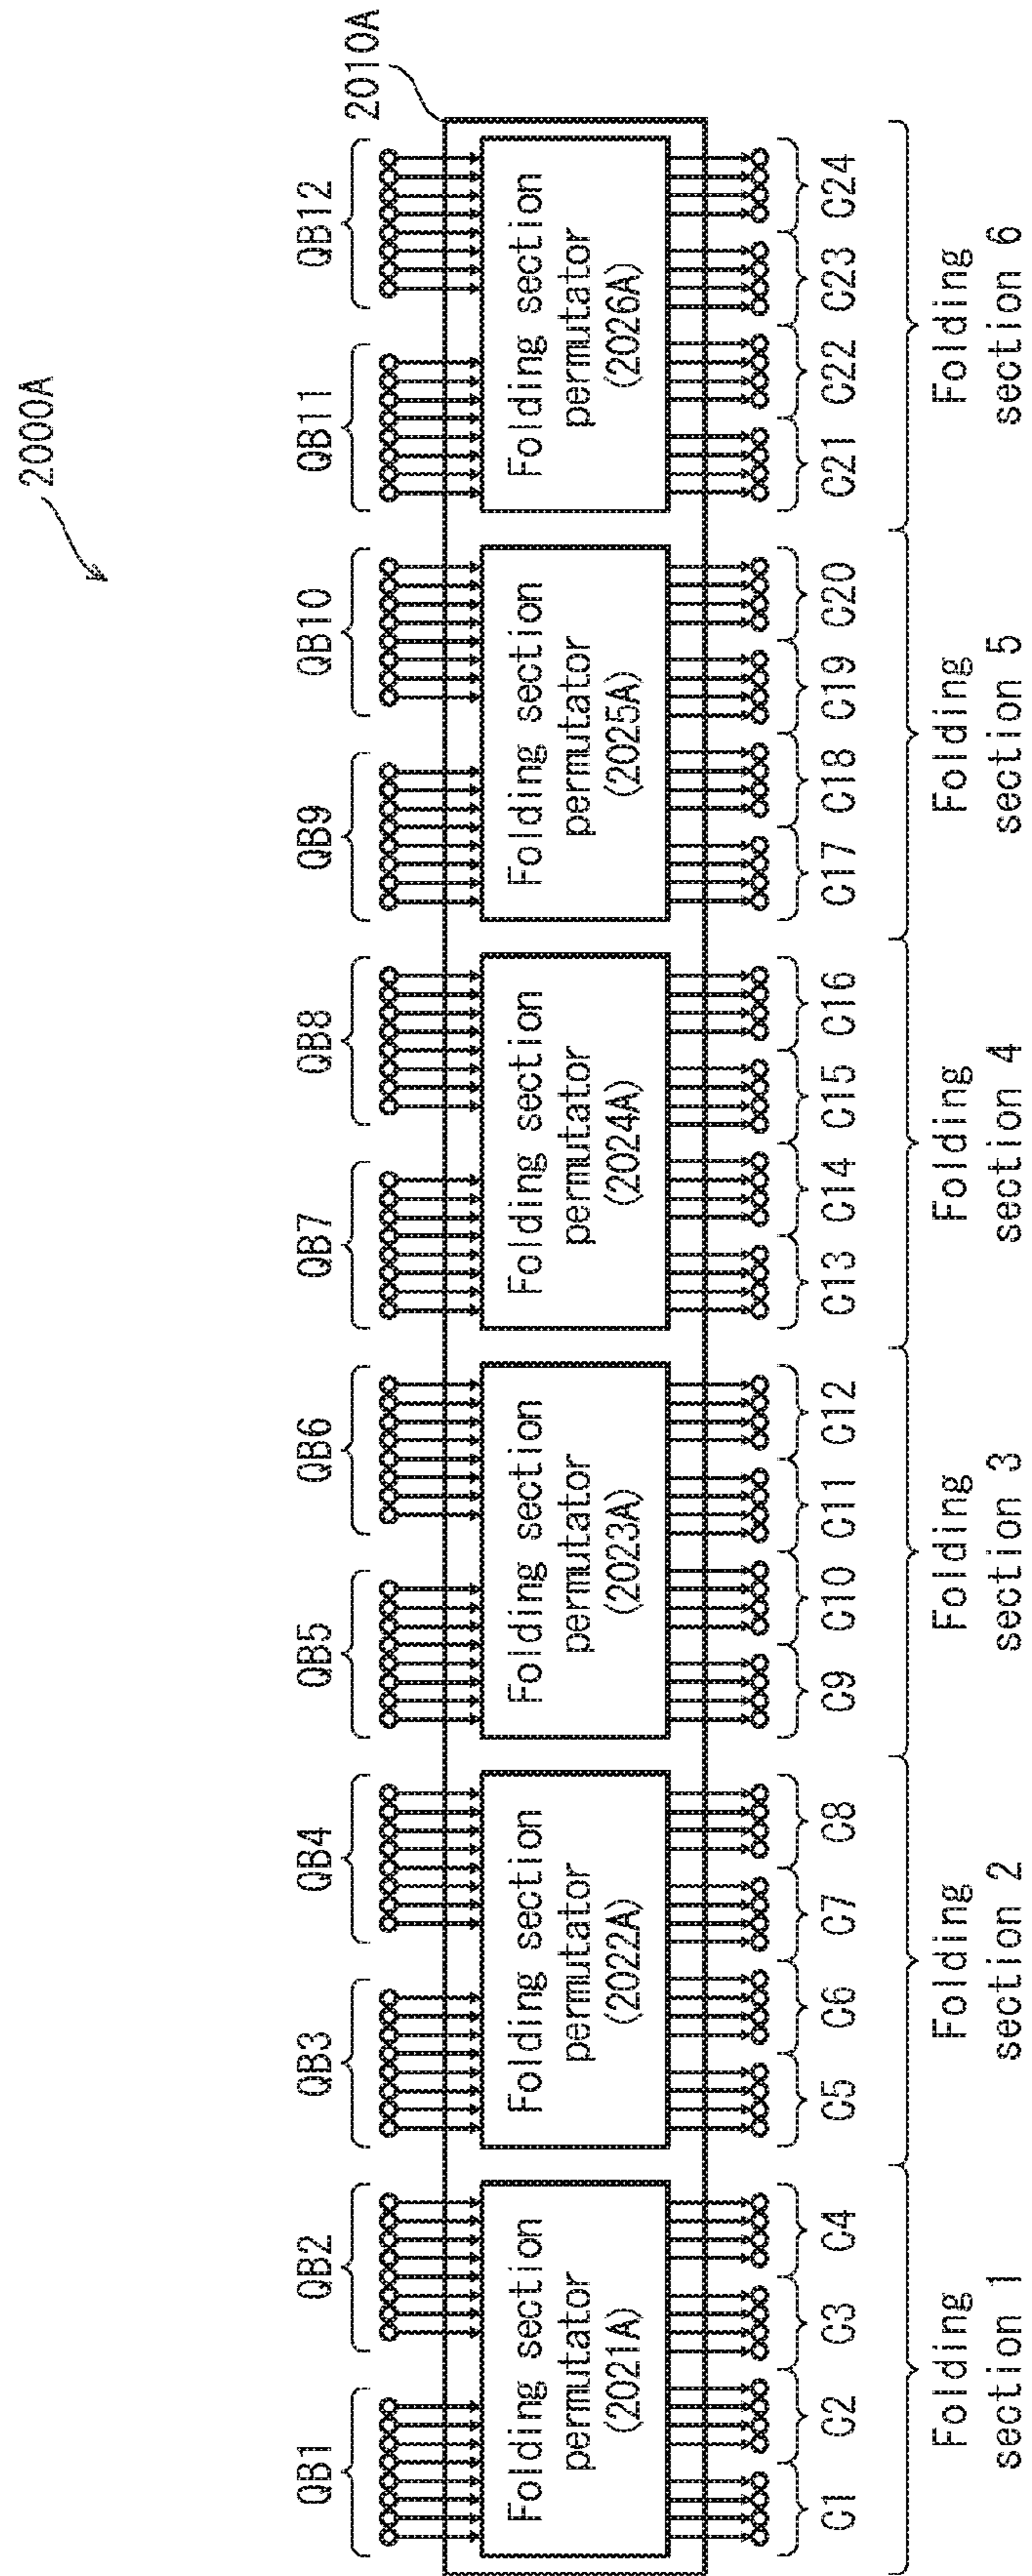 2000A
2010A
QB1
QB2
QB3
QB4
QB5
QB6
QB7
QB8
QB9
QB10
QB11
QB12
Folding section
permutator
(2021A)
Folding section
permutator
(2022A)
Folding section
permutator
(2023A)
Folding section
permutator
(2024A)
Folding section
permutator
(2025A)
Folding section
permutator
(2026A)
C1
C2
C3
C4
C5
C6
C7
C8
C9
C10
C11
C12
C13
C14
C15
C16
C17
C18
C19
C20
C21
C22
C23
C24
Folding
section 1
Folding
section 2
Folding
section 3
Folding
section 4
Folding
section 5
Folding
section 6